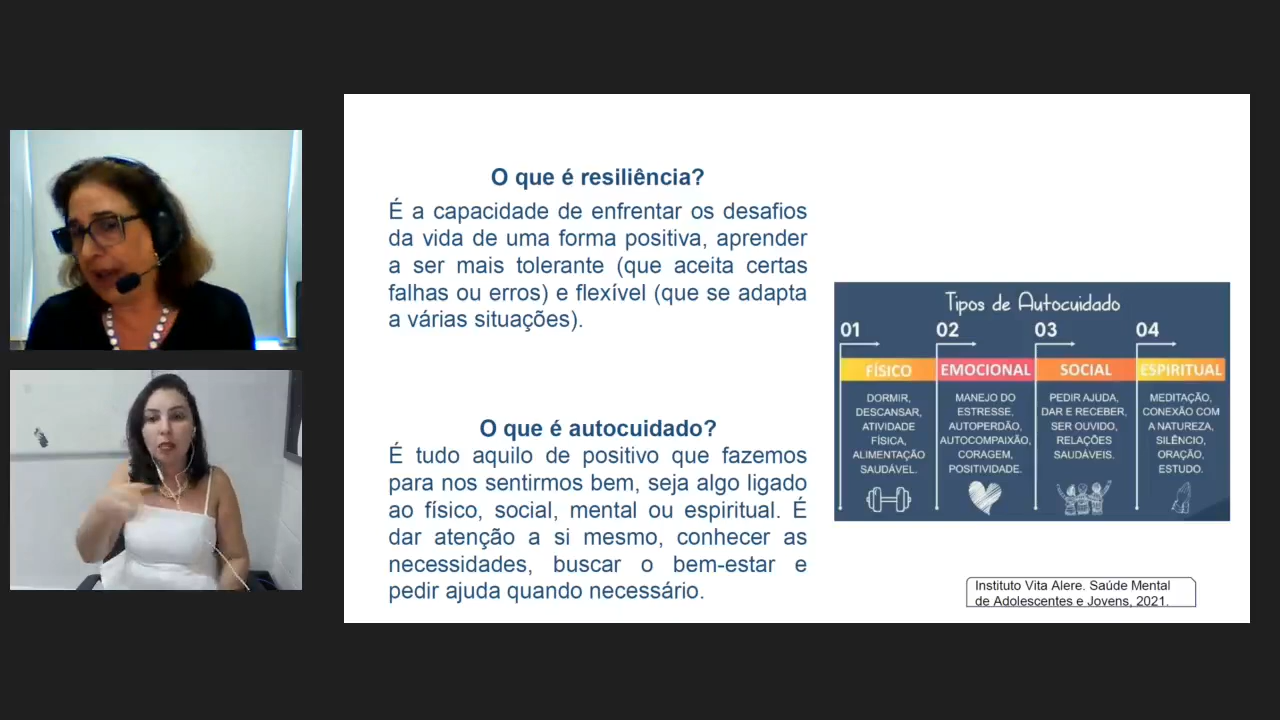 O que é resiliência?
É a capacidade de enfrentar os desafios
da vida de uma forma positiva, aprender
a ser mais tolerante (que aceita certas
falhas ou erros) e flexível (que se adapta
a várias situações).
O que é autocuidado?
É tudo aquilo de positivo que fazemos
para nos sentirmos bem, seja algo ligado
ao físico, social, mental ou espiritual. É
dar atenção a si mesmo, conhecer as
necessidades, buscar o bem-estar e
pedir ajuda quando necessário.
Tipos de Autocuidado
01
FÍSICO
DORMIR,
DESCANSAR,
ATIVIDADE
FÍSICA,
ALIMENTAÇÃO
SAUDÁVEL.
02
EMOCIONAL
MANEJO DO
ESTRESSE,
AUTOPERDÃO,
AUTOCOMPAIXÃO,
CORAGEM,
POSITIVIDADE.
03
SOCIAL
PEDIR AJUDA,
DAR E RECEBER,
SER OUVIDO,
RELAÇÕES
SAUDÁVEIS.
04
ESPIRITUAL
MEDITAÇÃO,
CONEXÃO COM
A NATUREZA,
SILÊNCIO,
ORAÇÃO,
ESTUDO.
Instituto Vita Alere. Saúde Mental
de Adolescentes e Jovens, 2021.